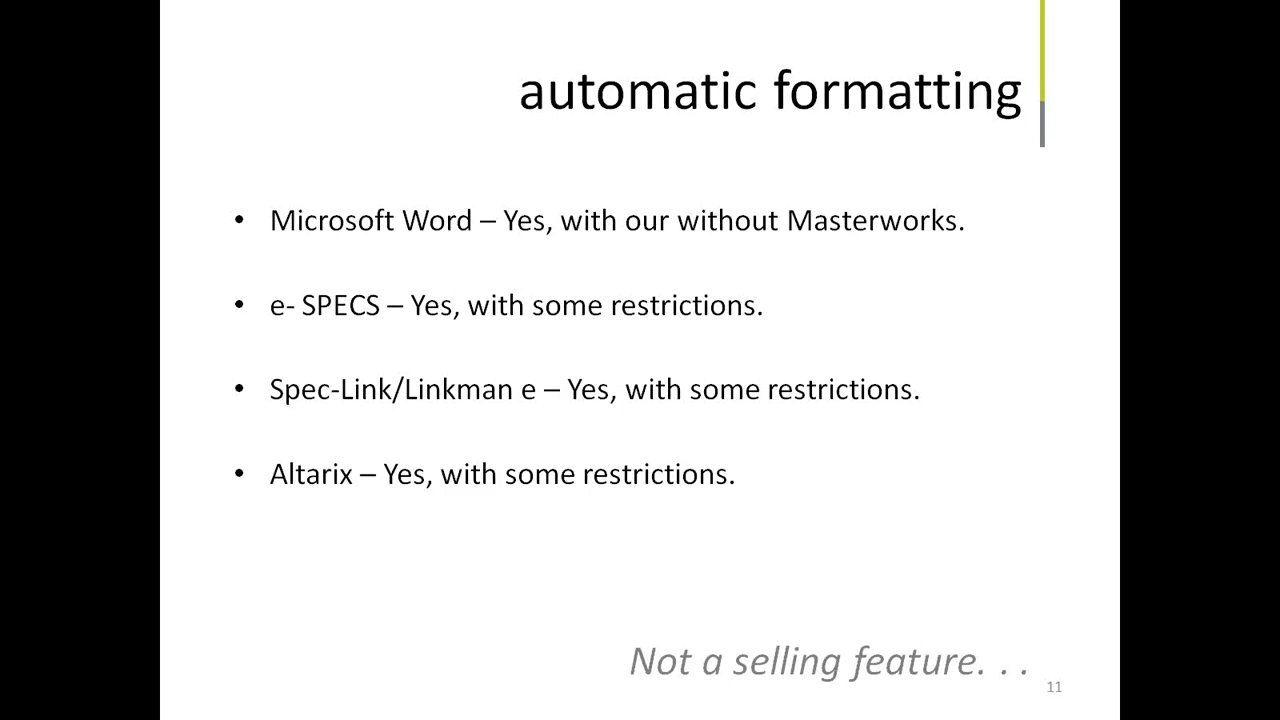 automatic formatting
• Microsoft Word – Yes, with our without Masterworks.
• e- SPECS – Yes, with some restrictions.
• Spec-Link/Linkman e – Yes, with some restrictions.
• Altarix – Yes, with some restrictions.
Not a selling feature. . .
11